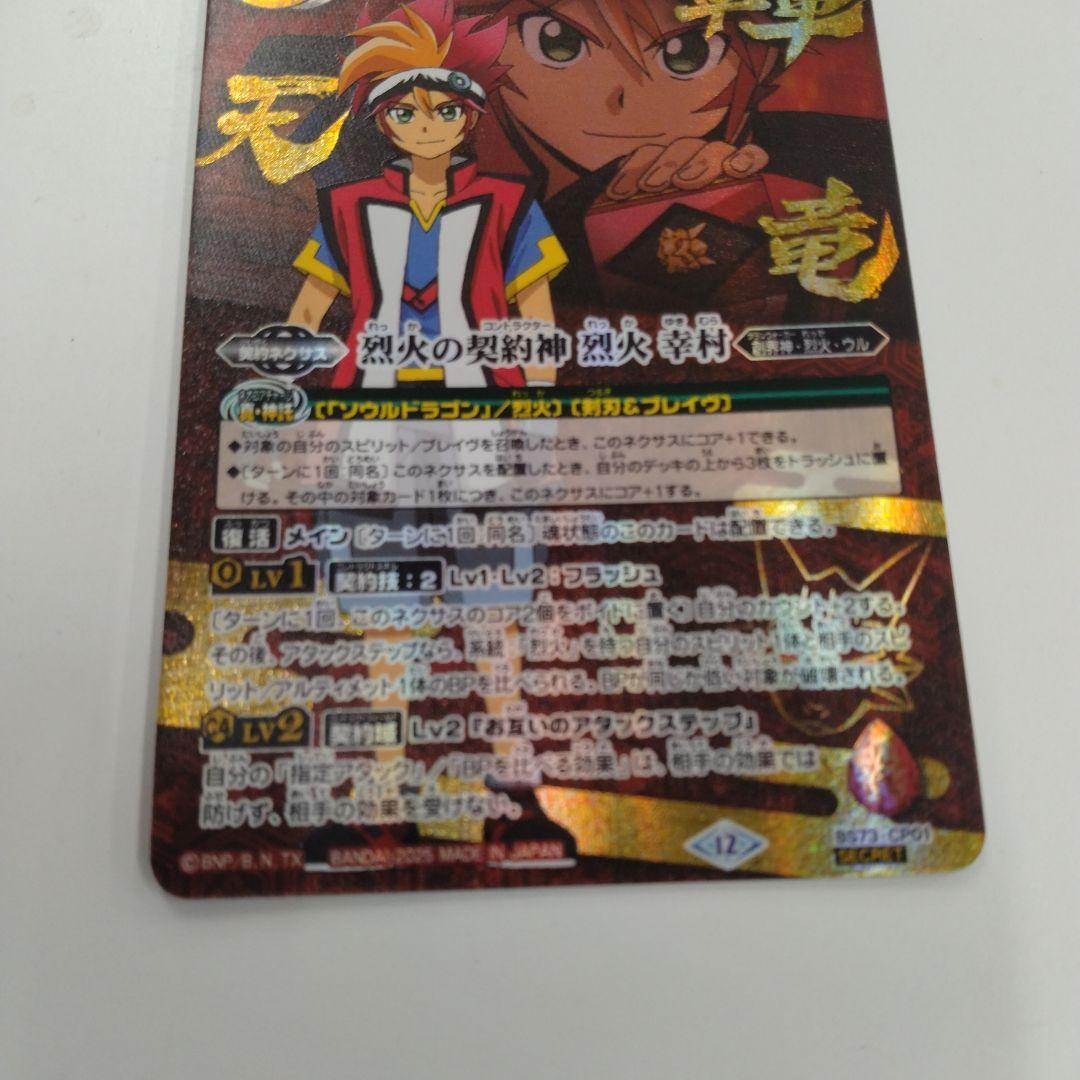 天
竜
契約ネクサス
烈火の契約神 烈火 幸村
創界神・烈火・ウル
真・神託
〔「ソウルドラゴン」/烈火〕〔剣刃&ブレイヴ〕
◆対象の自分のスピリット/ブレイヴを召喚したとき、このネクサスにコア+1できる。
◆〔ターンに1回:同名〕このネクサスを配置したとき、自分のデッキの上から3枚をトラッシュに置
ける。その中の対象カード1枚につき、このネクサスにコア+1する。
復活 メイン〔ターンに1回:同名〕魂状態のこのカードは配置できる。
0 LV1 契約技:2 Lv1・Lv2:フラッシュ
〔ターンに1回、このネクサスのコア2個をボイドに置く〕自分のカウント+2する。
その後、アタックステップなら、系統:「烈火」を持つ自分のスピリット1体と相手のスピ
リット/アルティメット1体のBPを比べられる。BPが同じか低い対象が破壊される。
LV2 契約域 Lv2『お互いのアタックステップ』
自分の「指定アタック」/「BPを比べる効果」は、相手の効果では
防げず、相手の効果を受けない。
12
BS73-CP01
SECRET
©BNP/B,N,TX BANDAI 2025 MADE IN JAPAN